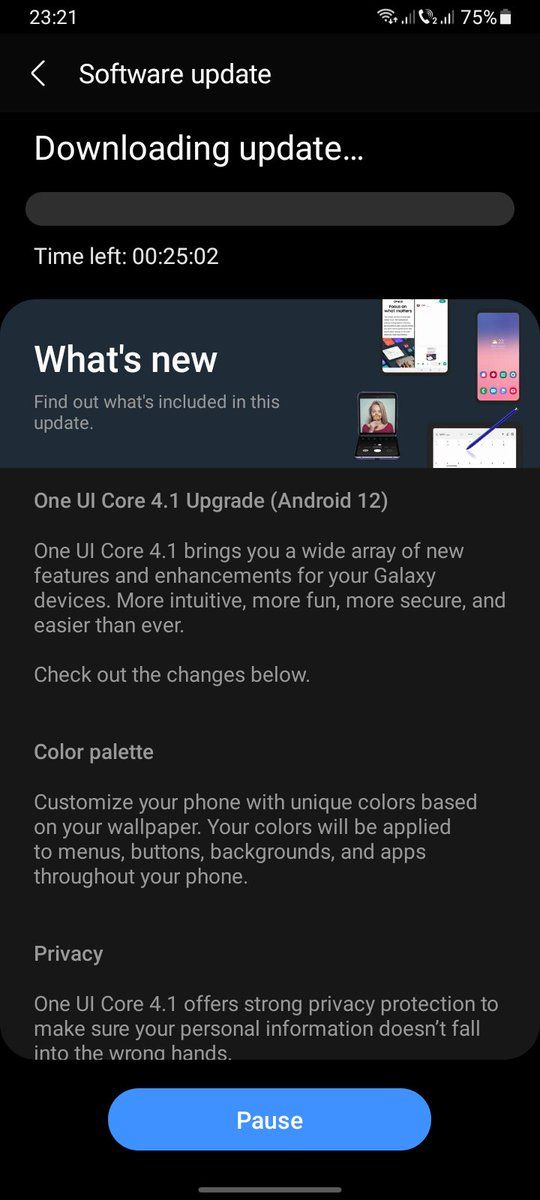 23:21
75%
Software update
Downloading update...
Time left: 00:25:02
What's new
Find out what's included in this
update.
Focus on
what matters
One UI Core 4.1 Upgrade (Android 12)
One UI Core 4.1 brings you a wide array of new
features and enhancements for your Galaxy
devices. More intuitive, more fun, more secure, and
easier than ever.
Check out the changes below.
Color palette
Customize your phone with unique colors based
on your wallpaper. Your colors will be applied
to menus, buttons, backgrounds, and apps
throughout your phone.
Privacy
One UI Core 4.1 offers strong privacy protection to
make sure your personal information doesn’t fall
into the wrong hands.
Pause